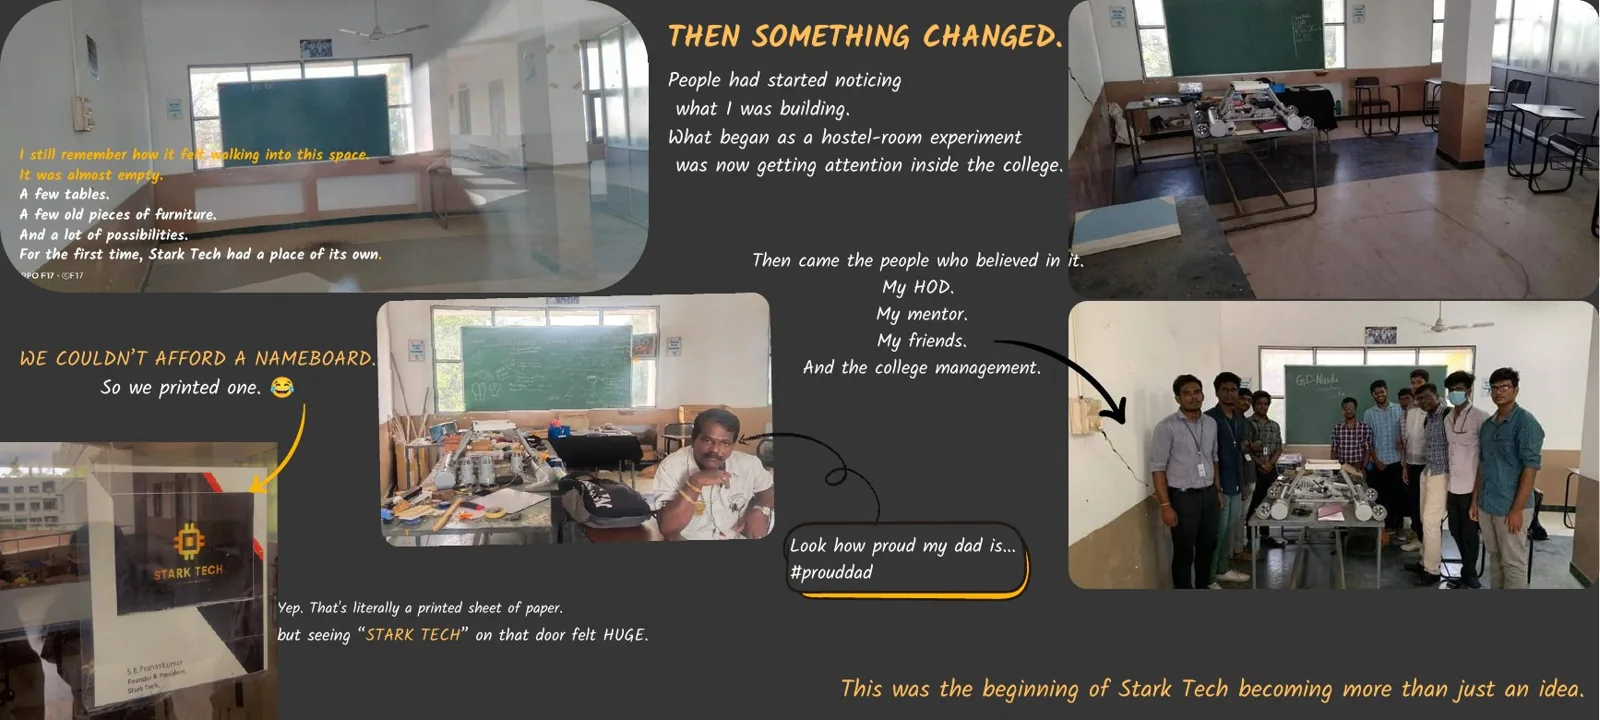 I still remember how it felt walking into this space.
It was almost empty.
A few tables.
A few old pieces of furniture.
And a lot of possibilities.
For the first time, Stark Tech had a place of its own.
THEN SOMETHING CHANGED.
People had started noticing
what I was building.
What began as a hostel-room experiment
was now getting attention inside the college.
Then came the people who believed in it.
My HOD.
My mentor.
My friends.
And the college management.
WE COULDN'T AFFORD A NAMEBOARD.
So we printed one. 😂
STARK TECH
S.B.PranavKumar
Founder & President,
Stark Tech.
Yep. That's literally a printed sheet of paper.
but seeing “STARK TECH” on that door felt HUGE.
Look how proud my dad is...
#prouddad
GD Naidu
This was the beginning of Stark Tech becoming more than just an idea.